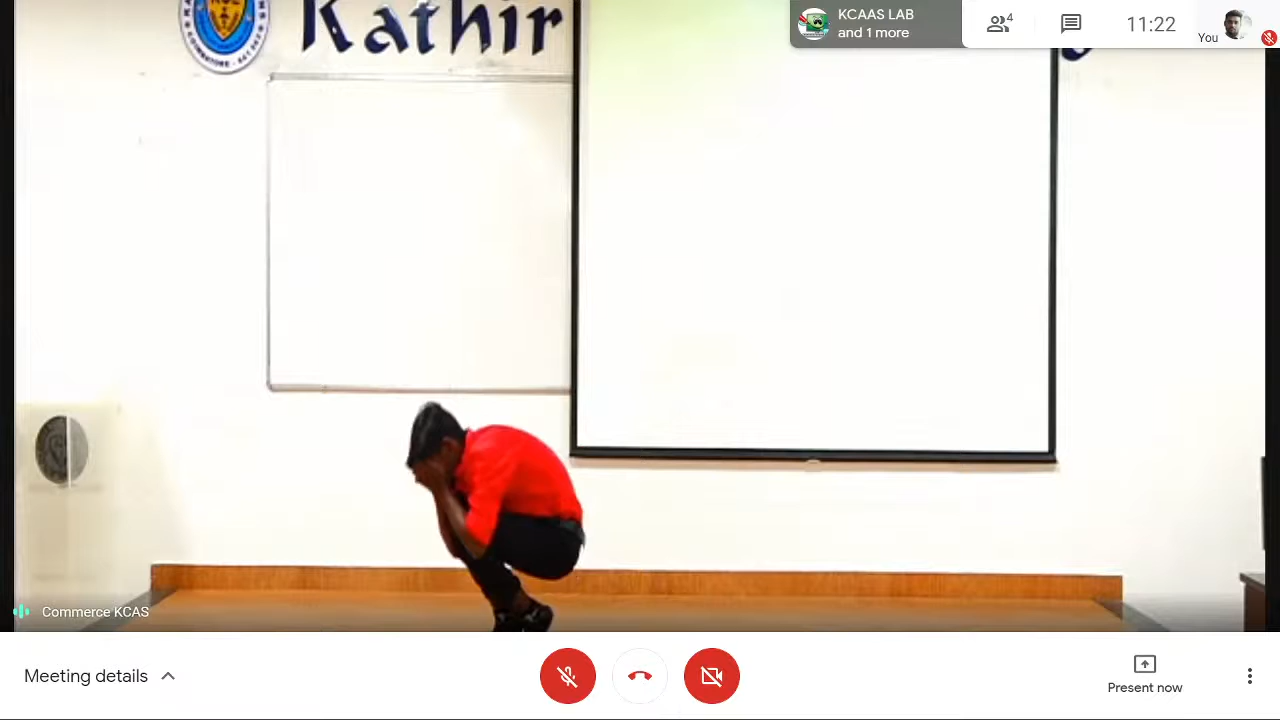 Kathir
KCAAS LAB
and 1 more
4
11:22
You
Commerce KCAS
Meeting details
Present now